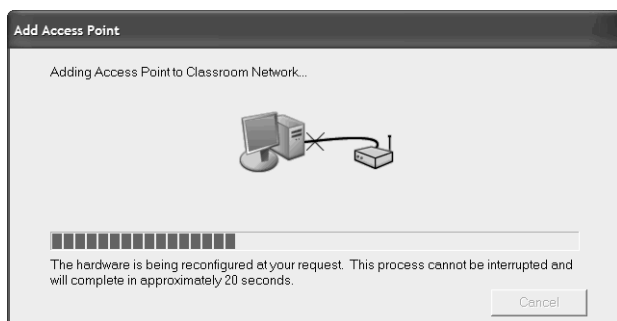 Add Access Point
Adding Access Point to Classroom Network...
The hardware is being reconfigured at your request. This process cannot be interrupted and
will complete in approximately 20 seconds.
Cancel